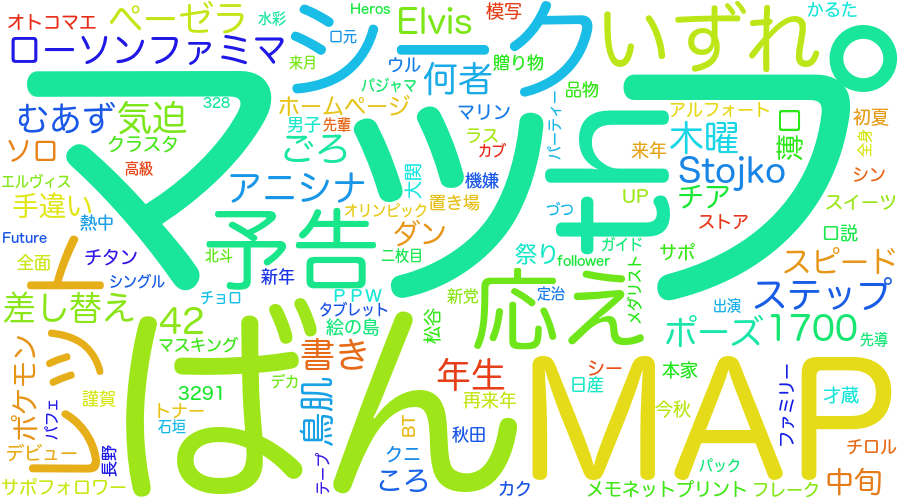 オトコマエ
ペーゼラ
水彩
Heros
模写
かるた
ローソンファミマ
シーク
口元
Elvis
いずれ
来月
ウル
贈り物
マップ
パジャマ
何者
品物
328
ホームページ
マリン
パーティー
アルフォート
初夏
むあず
気迫
男子
先輩
ラス
th
木曜
薄口
全身
クラスタ
ごろ
カブ
来年
ソロ
高級
大関
機嫌
Stojko
シン
エルヴィス
アニシナ
UP
チア
手違い
オリンピック
置き場
づつ
ストア
スイーツ
熱中
予告
ダン
口説
Future
チタン
北斗
二枚目
祭り
ガイド
サポ
全面
新年
follower
メダリスト
スピード
シングル
チョロ
PPW
新党
定治
ステップ
レット
差し替え
42
タブレット
絵の島
松谷
応え
出演
ポーズ
1700
ばん
マスキング
書き
先導
ポケモン
デカ
年生
シー
本家
謹賀
3291
鳥肌
日産
MAP
ファミリー
才蔵
パフェ
トナー
石垣
BT
再来年
今秋
デビュー
長野
秋田
チロル
テープ
クニ
パック
サポフォロワー
ころ
カク
メモネットプリント
フレーク
中旬